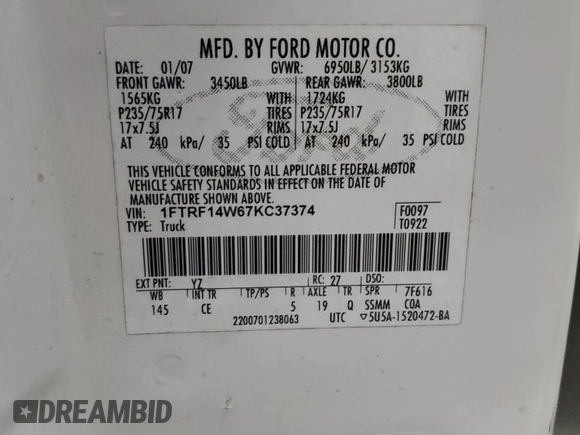 MFD. BY FORD MOTOR CO.
DATE: 01/07 GVWR: 6950LB/ 3153KG
FRONT GAWR: 3450LB REAR GAWR: 3800LB
1565KG WITH 1724KG WITH
P235/75R17 TIRES P235/75R17 TIRES
17x7.5J RIMS 17x7.5J RIMS
AT 240 kPa/ 35 PSI COLD AT 240 kPa/ 35 PSI COLD
THIS VEHICLE CONFORMS TO ALL APPLICABLE FEDERAL MOTOR
VEHICLE SAFETY STANDARDS IN EFFECT ON THE DATE OF
MANUFACTURE SHOWN ABOVE.
VIN: 1FTRF14W67KC37374 F0097
TYPE: Truck T0922
EXT PNT: YZ RC: 27 DSO:
WB INT TR TP/PS R AXLE TR SPR 7F616
145 CE 5 19 Q SSMM COA
2200701238063 UTC ▽5U5A-1520472-BA
Ford
DREAMBID